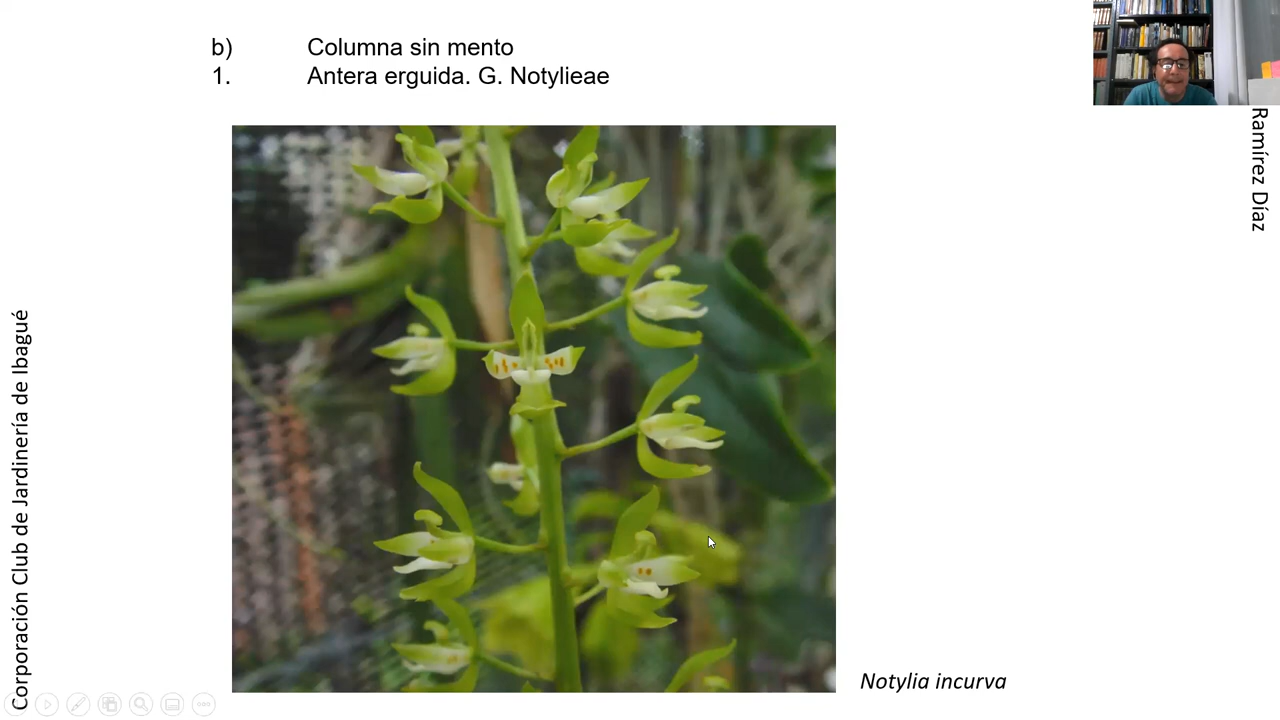 b) Columna sin mento
1. Antera erguida. G. Notylieae
Ramírez Díaz
Corporación Club de Jardinería de Ibagué
Notylia incurva